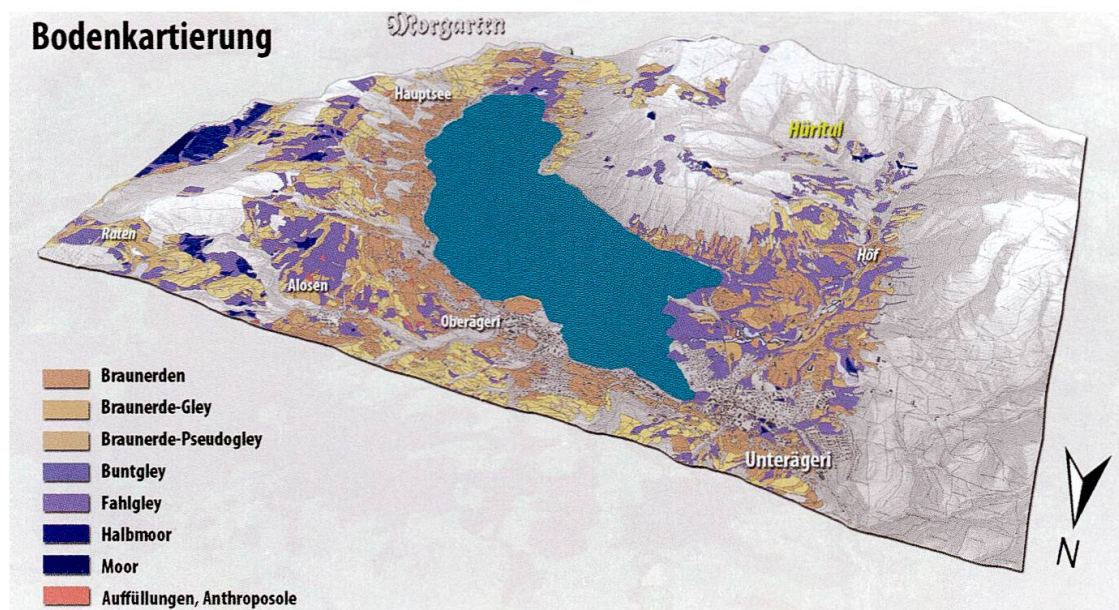 Bodenkartierung
Morgarten
Hauptsee
Hürital
Raten
Höf
Alosen
Oberägeri
Unterägeri
Braunerden
Braunerde-Gley
Braunerde-Pseudogley
Buntgley
Fahlgley
Halbmoor
Moor
Auffüllungen, Anthroposole
N